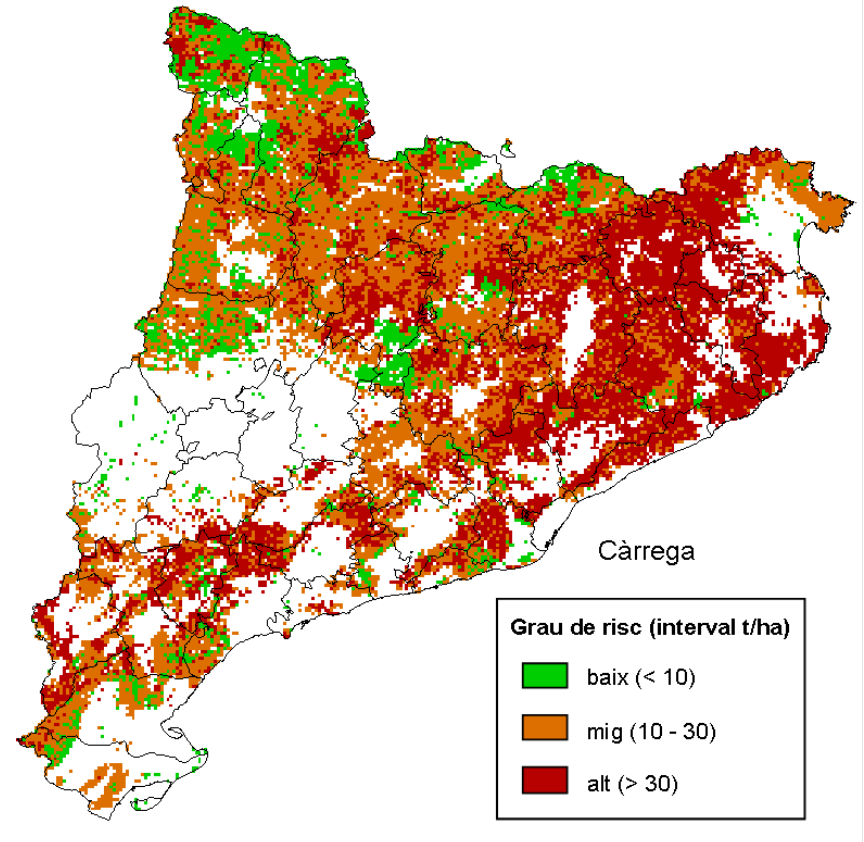 Càrrega
Grau de risc (interval t/ha)
baix (< 10)
mig (10 - 30)
alt (> 30)